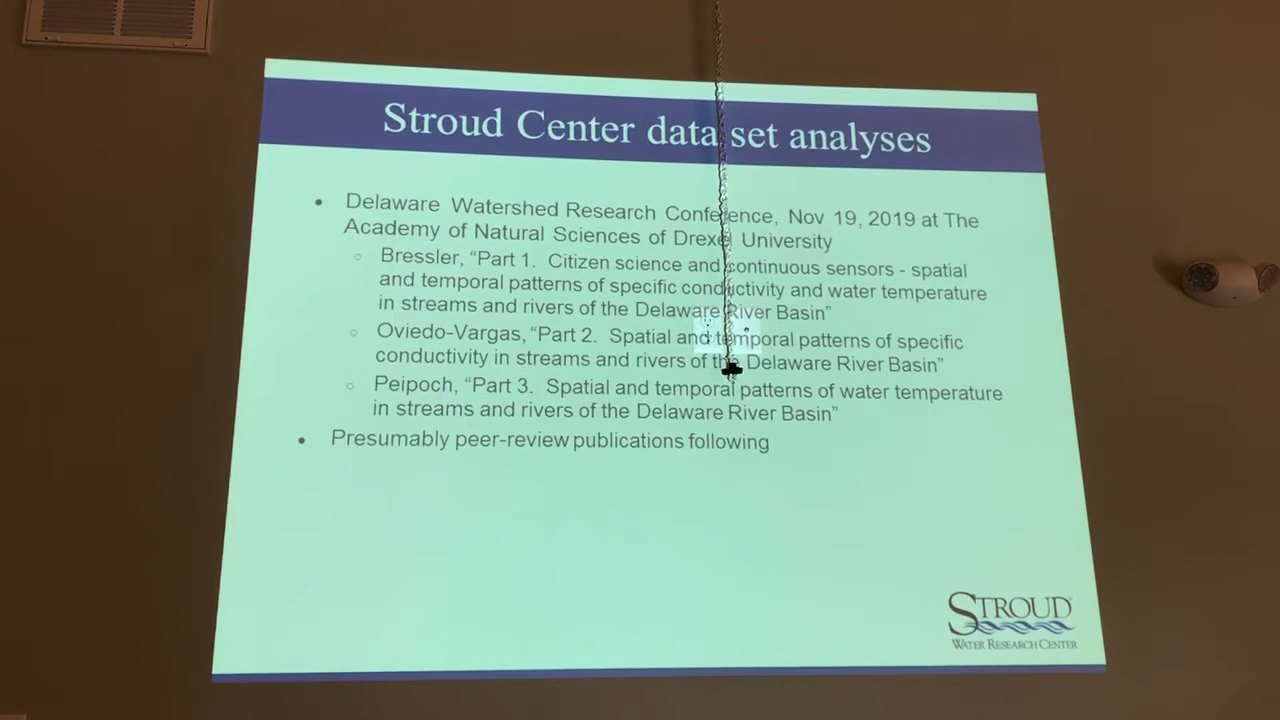 Stroud Center data set analyses
• Delaware Watershed Research Conference, Nov 19, 2019 at The
Academy of Natural Sciences of Drexel University
○ Bressler, “Part 1. Citizen science and continuous sensors - spatial
and temporal patterns of specific conductivity and water temperature
in streams and rivers of the Delaware River Basin”
○ Oviedo-Vargas, “Part 2. Spatial and temporal patterns of specific
conductivity in streams and rivers of the Delaware River Basin”
○ Peipoch, “Part 3. Spatial and temporal patterns of water temperature
in streams and rivers of the Delaware River Basin”
• Presumably peer-review publications following
STROUD
WATER RESEARCH CENTER